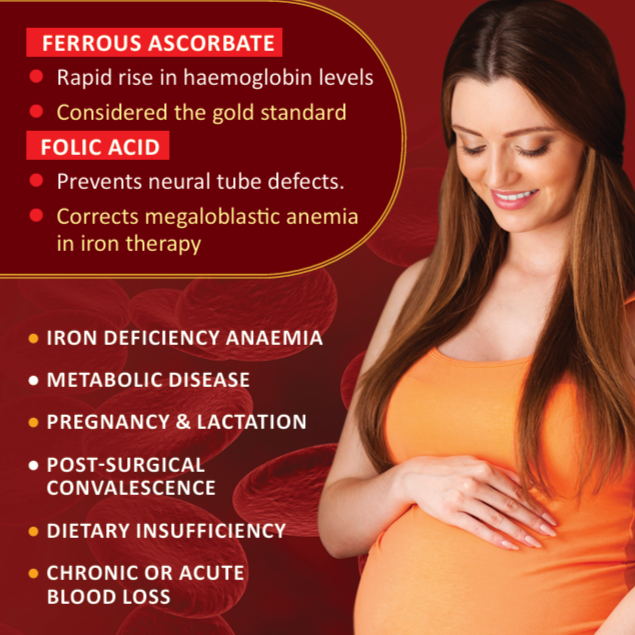 FERROUS ASCORBATE
Rapid rise in haemoglobin levels
Considered the gold standard
FOLIC ACID
Prevents neural tube defects.
Corrects megaloblastic anemia
in iron therapy
IRON DEFICIENCY ANAEMIA
METABOLIC DISEASE
PREGNANCY & LACTATION
POST-SURGICAL
CONVALESCENCE
DIETARY INSUFFICIENCY
CHRONIC OR ACUTE
BLOOD LOSS